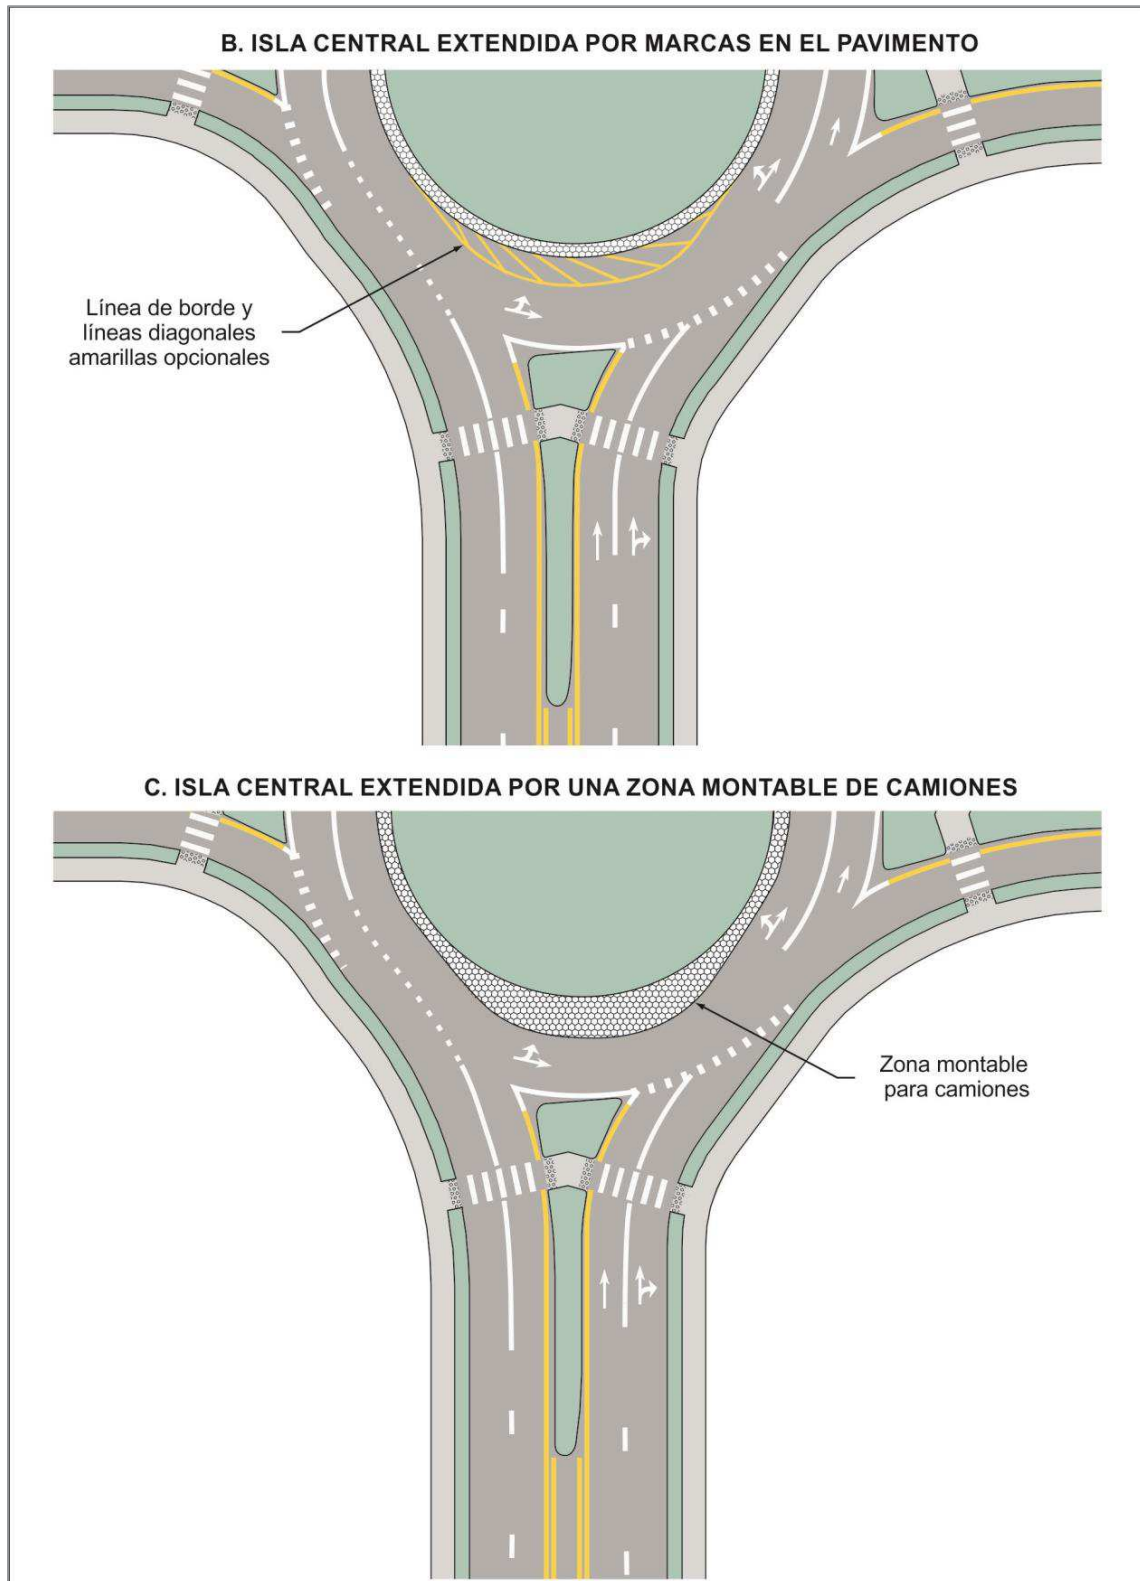 B. ISLA CENTRAL EXTENDIDA POR MARCAS EN EL PAVIMENTO
Línea de borde y
líneas diagonales
amarillas opcionales
C. ISLA CENTRAL EXTENDIDA POR UNA ZONA MONTABLE DE CAMIONES
Zona montable
para camiones